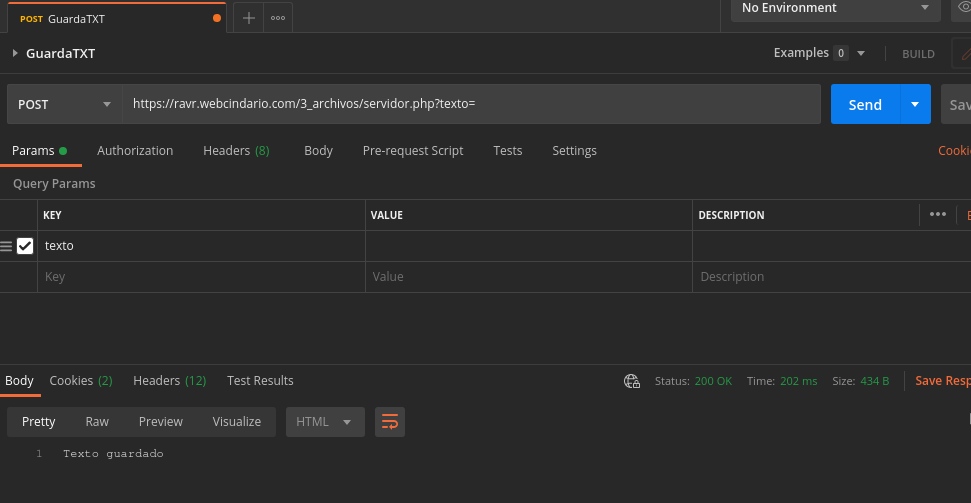 POST GuardaTXT
No Environment
GuardaTXT
Examples 0 BUILD
POST https://ravr.webcindario.com/3_archivos/servidor.php?texto= Send Sav
Params Authorization Headers (8) Body Pre-request Script Tests Settings Cooki
Query Params
KEY VALUE DESCRIPTION
texto
Key Value Description
Body Cookies (2) Headers (12) Test Results Status: 200 OK Time: 202 ms Size: 434 B Save Resp
Pretty Raw Preview Visualize HTML
1 Texto guardado